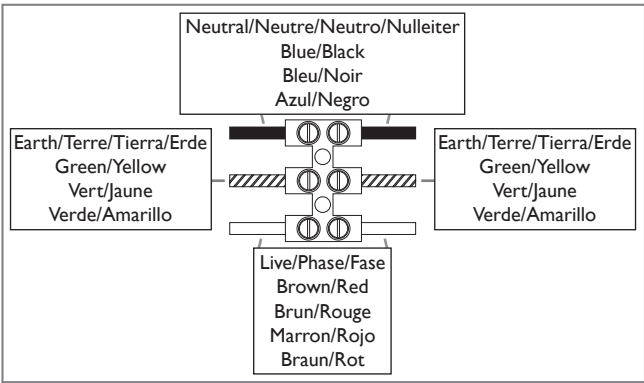 Neutral/Neutre/Neutro/Nulleiter
Blue/Black
Bleu/Noir
Azul/Negro
Earth/Terre/Tierra/Erde
Green/Yellow
Vert/Jaune
Verde/Amarillo
Earth/Terre/Tierra/Erde
Green/Yellow
Vert/Jaune
Verde/Amarillo
Live/Phase/Fase
Brown/Red
Brun/Rouge
Marron/Rojo
Braun/Rot